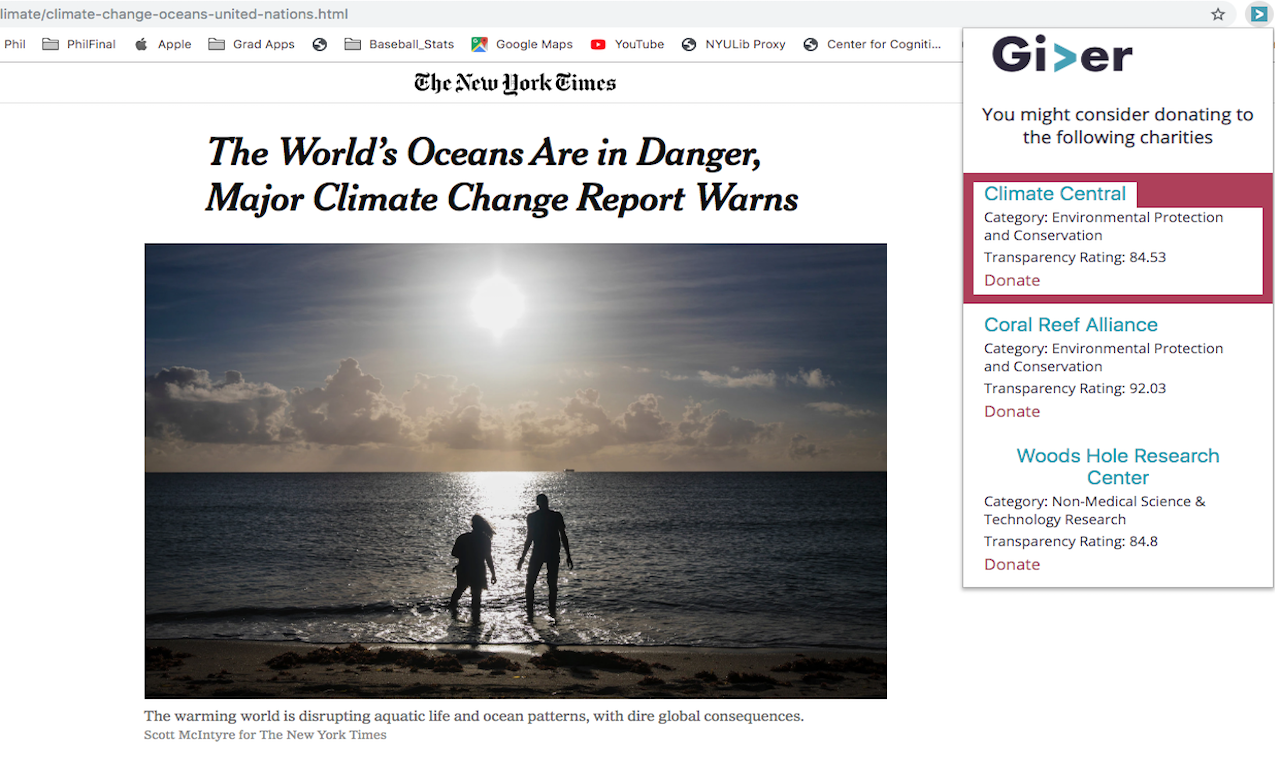 limate/climate-change-oceans-united-nations.html
Phil PhilFinal Apple Grad Apps Baseball_Stats Google Maps YouTube NYULib Proxy Center for Cogniti...
The New York Times
The World's Oceans Are in Danger,
Major Climate Change Report Warns
The warming world is disrupting aquatic life and ocean patterns, with dire global consequences.
Scott McIntyre for The New York Times
Gi>er
You might consider donating to
the following charities
Climate Central
Category: Environmental Protection
and Conservation
Transparency Rating: 84.53
Donate
Coral Reef Alliance
Category: Environmental Protection
and Conservation
Transparency Rating: 92.03
Donate
Woods Hole Research
Center
Category: Non-Medical Science &
Technology Research
Transparency Rating: 84.8
Donate